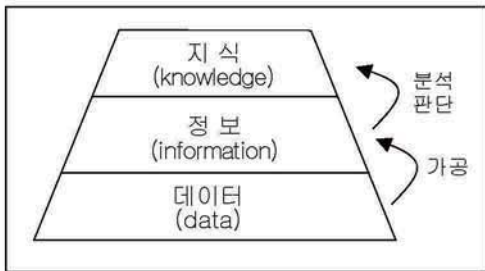 지 식
(knowledge)
분석
판단
정 보
(information)
가공
데이터
(data)